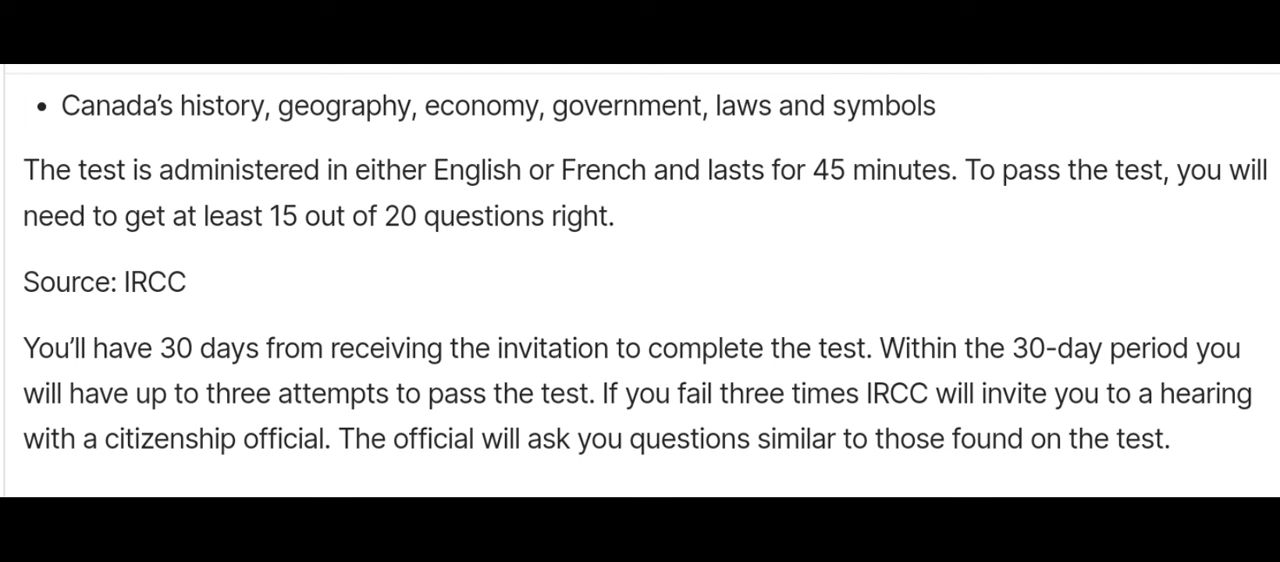 • Canada’s history, geography, economy, government, laws and symbols
The test is administered in either English or French and lasts for 45 minutes. To pass the test, you will
need to get at least 15 out of 20 questions right.
Source: IRCC
You’ll have 30 days from receiving the invitation to complete the test. Within the 30-day period you
will have up to three attempts to pass the test. If you fail three times IRCC will invite you to a hearing
with a citizenship official. The official will ask you questions similar to those found on the test.